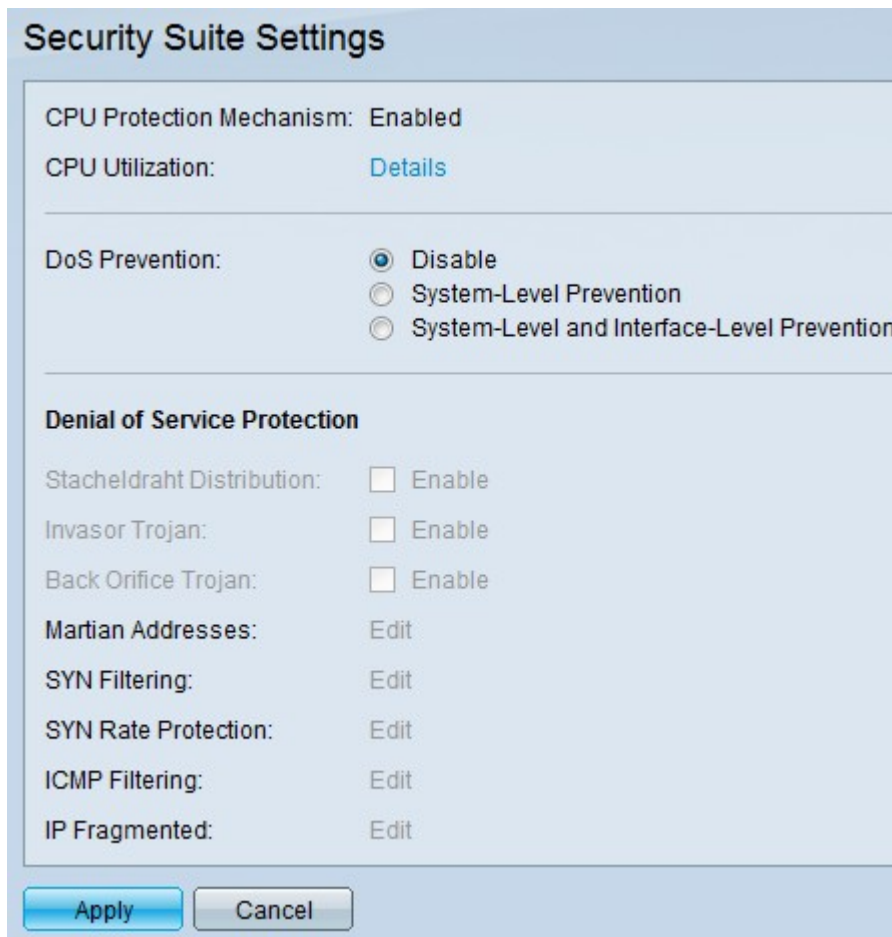 Security Suite Settings
CPU Protection Mechanism: Enabled
CPU Utilization: Details
DoS Prevention: Disable
System-Level Prevention
System-Level and Interface-Level Prevention
Denial of Service Protection
Stacheldraht Distribution: Enable
Invasor Trojan: Enable
Back Orifice Trojan: Enable
Martian Addresses: Edit
SYN Filtering: Edit
SYN Rate Protection: Edit
ICMP Filtering: Edit
IP Fragmented: Edit
Apply Cancel